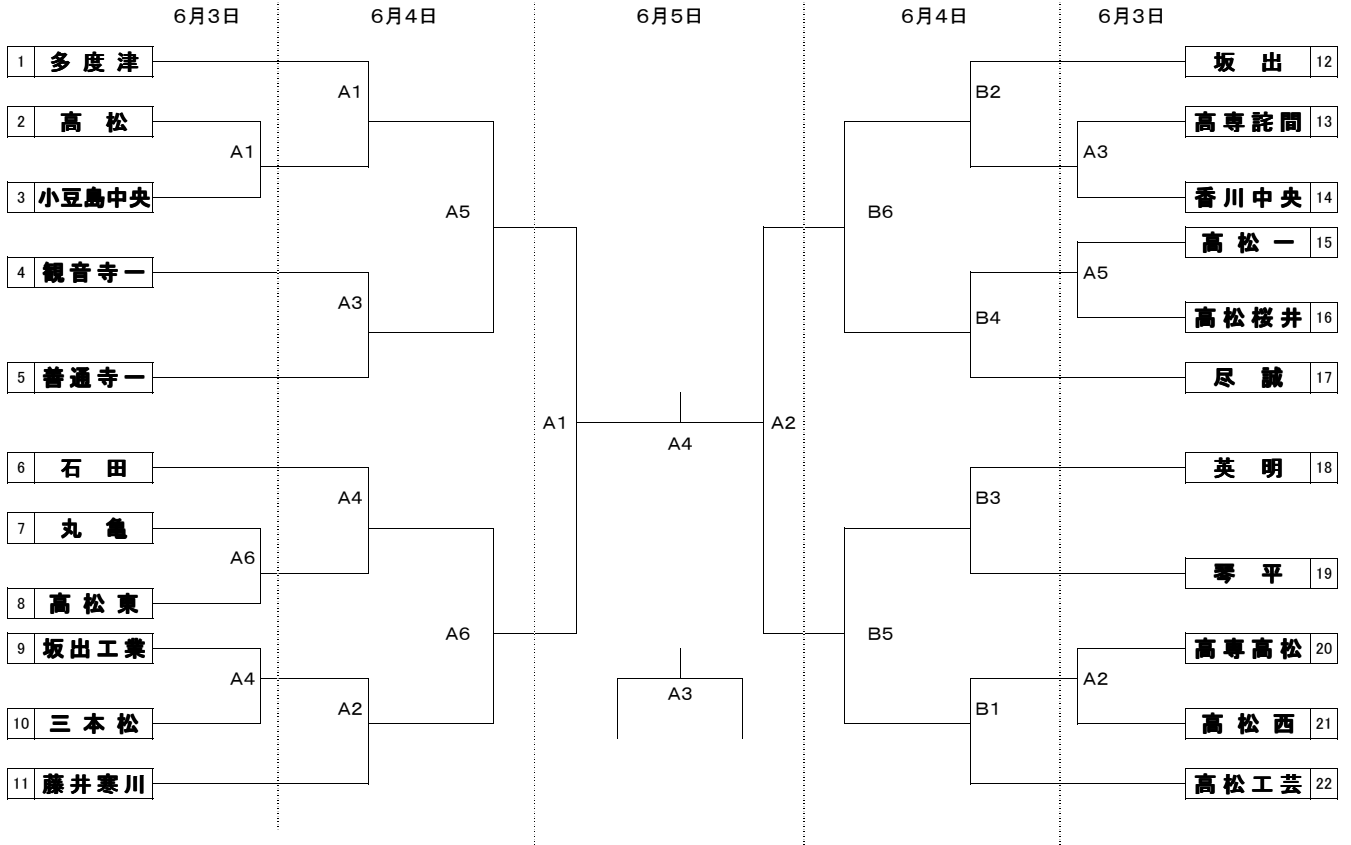 6月3日 6月4日 6月5日 6月4日 6月3日
1 多度津
2 高松
3 小豆島中央
4 観音寺一
5 善通寺一
6 石田
7 丸亀
8 高松東
9 坂出工業
10 三本松
11 藤井寒川
A1
A6
A4
A1
A3
A4
A2
A5
A6
A1
A4
A3
A2
B6
B5
B2
B4
B3
B1
A3
A5
A2
坂出 12
高専詫間 13
香川中央 14
高松一 15
高松桜井 16
尽誠 17
英明 18
琴平 19
高専高松 20
高松西 21
高松工芸 22